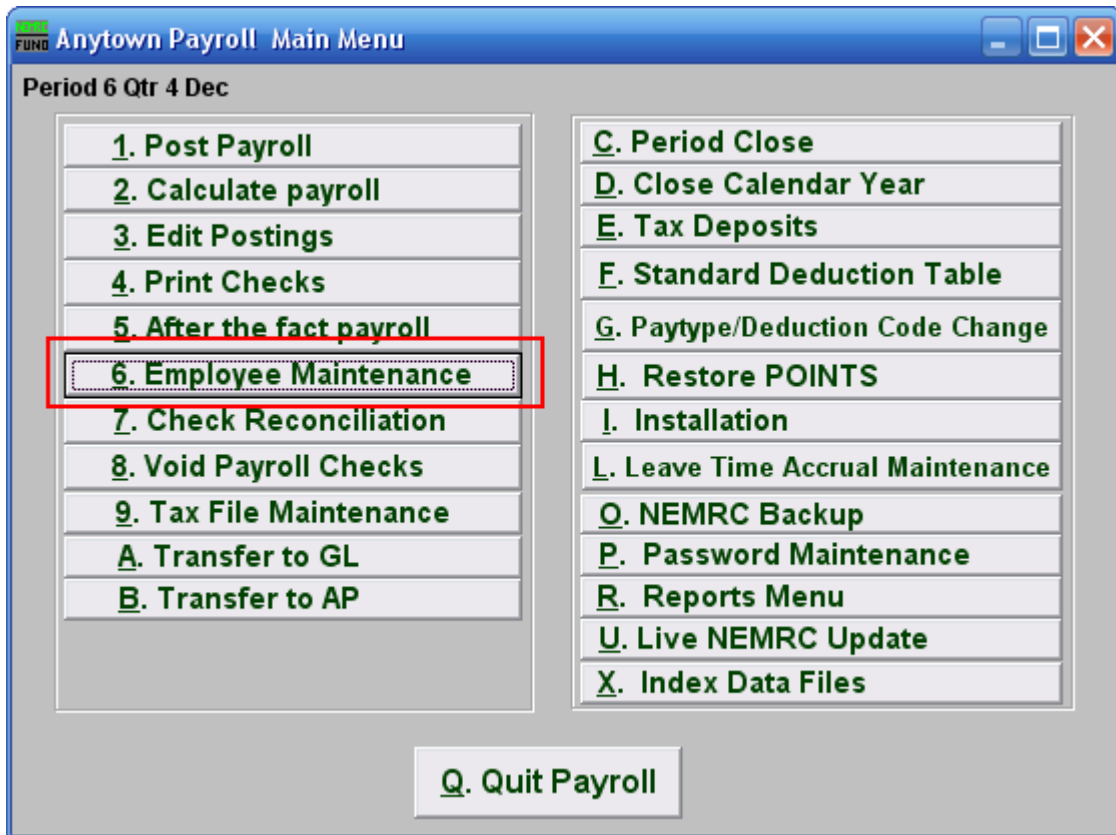 NEMRC
FUND Anytown Payroll Main Menu
Period 6 Qtr 4 Dec
1. Post Payroll
2. Calculate payroll
3. Edit Postings
4. Print Checks
5. After the fact payroll
6. Employee Maintenance
7. Check Reconciliation
8. Void Payroll Checks
9. Tax File Maintenance
A. Transfer to GL
B. Transfer to AP
C. Period Close
D. Close Calendar Year
E. Tax Deposits
F. Standard Deduction Table
G. Paytype/Deduction Code Change
H. Restore POINTS
I. Installation
L. Leave Time Accrual Maintenance
O. NEMRC Backup
P. Password Maintenance
R. Reports Menu
U. Live NEMRC Update
X. Index Data Files
Q. Quit Payroll